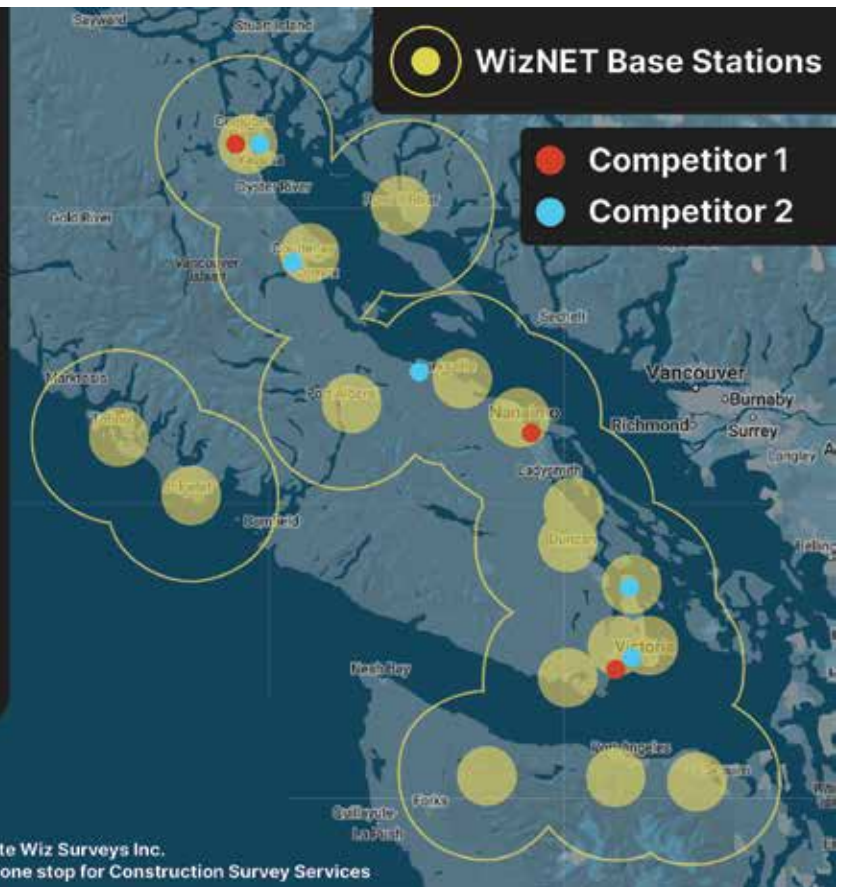 Sayward
Stuart Island
WizNET Base Stations
Competitor 1
Competitor 2
Oyster River
Gold River
Vancouver
Island
Sechelt
Marktosis
Vancouver
Burnaby
Richmond
Surrey
Langley
Nanaimo
Ladysmith
Bamfield
Duncan
Victoria
Neah Bay
Port Angeles
Forks
Quillayute-
La Push
te Wiz Surveys Inc.
one stop for Construction Survey Services